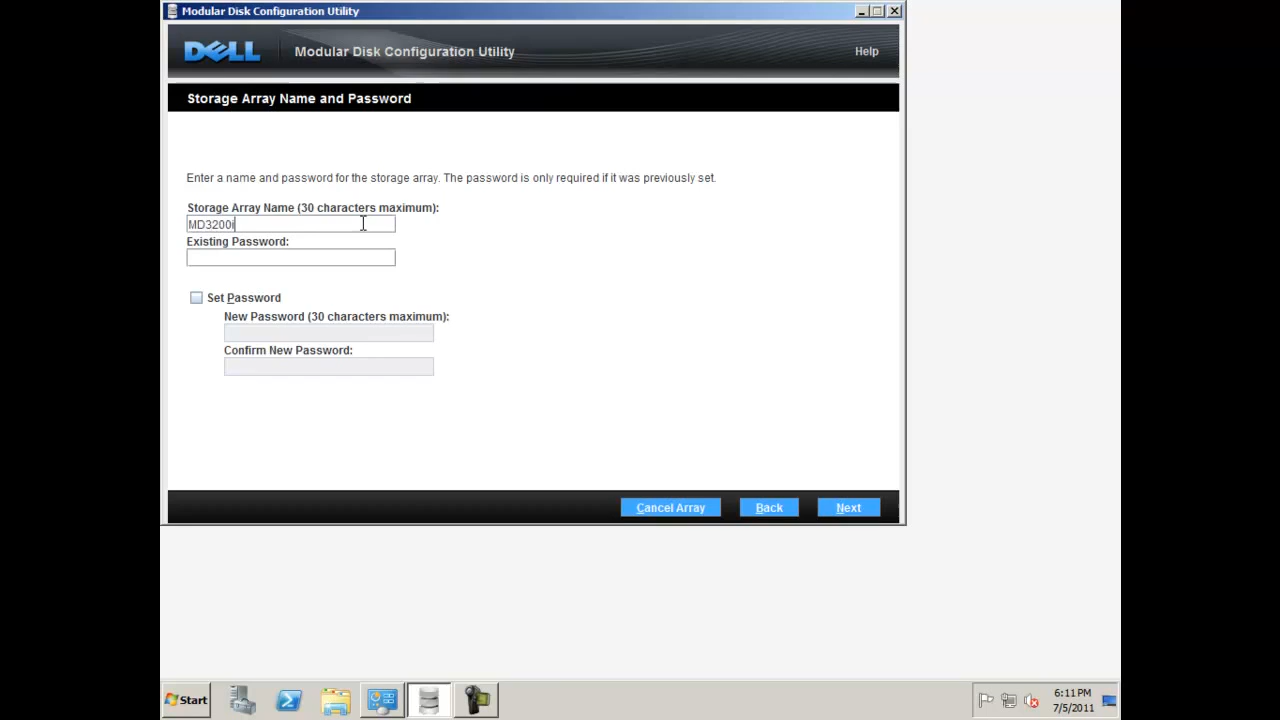 Modular Disk Configuration Utility
DELL
Modular Disk Configuration Utility
Help
Storage Array Name and Password
Enter a name and password for the storage array. The password is only required if it was previously set.
Storage Array Name (30 characters maximum):
MD3200i
Existing Password:
Set Password
New Password (30 characters maximum):
Confirm New Password:
Cancel Array
Back
Next
Start
6:11 PM
7/5/2011